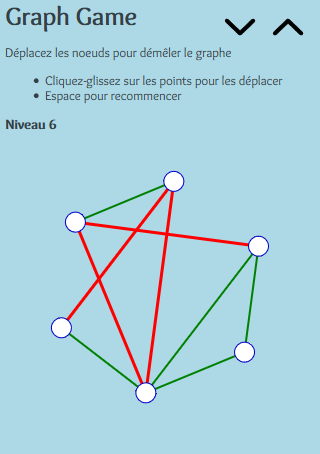 Graph Game
Déplacez les noeuds pour démêler le graphe
Cliquez-glissez sur les points pour les déplacer
Espace pour recommencer
Niveau 6